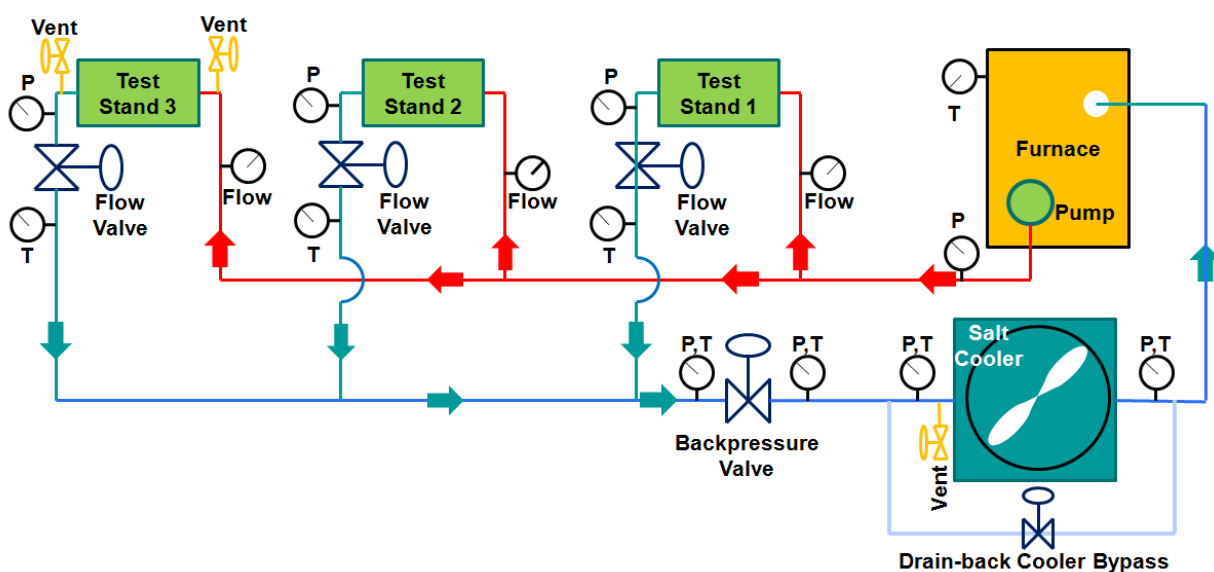 Vent
Vent
P
Test
Stand 3
P
Test
Stand 2
P
Test
Stand 1
T
Furnace
Pump
Flow
Valve
Flow
Flow
Valve
Flow
Flow
Valve
Flow
T
T
T
P
P,T
P,T
P,T
Salt
Cooler
P,T
Backpressure
Valve
Vent
Drain-back Cooler Bypass